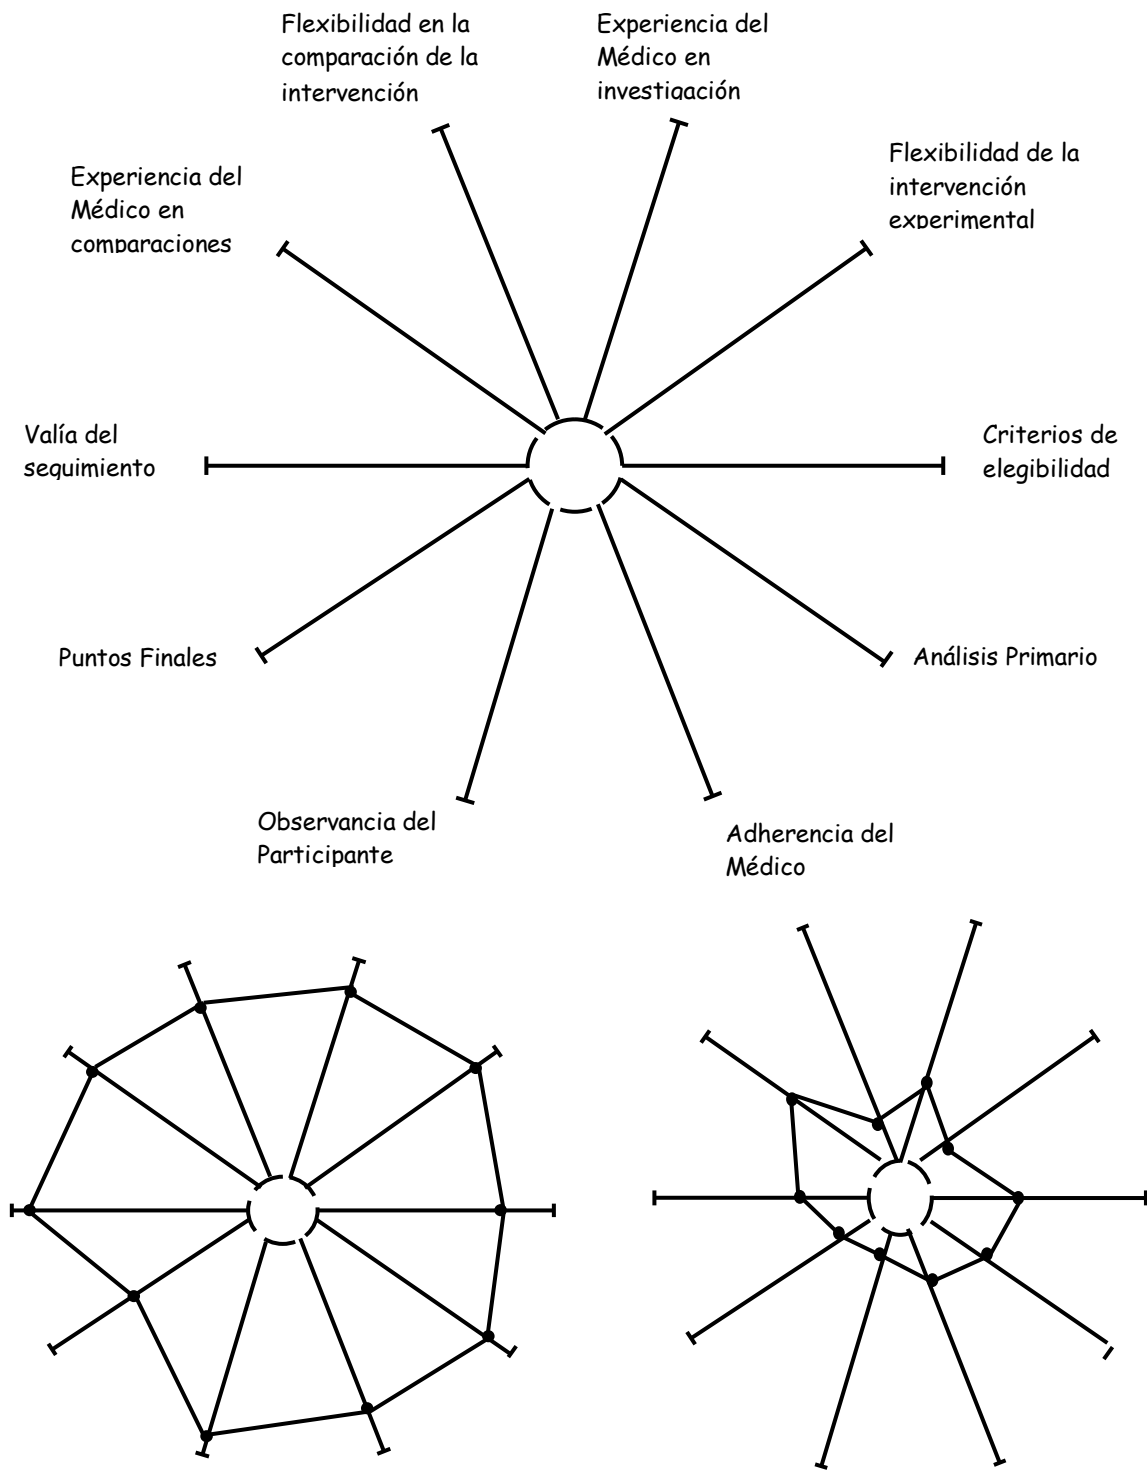 Flexibilidad en la
comparación de la
intervención
Experiencia del
Médico en
investigación
Flexibilidad de la
intervención
experimental
Experiencia del
Médico en
comparaciones
Valía del
seguimiento
Criterios de
elegibilidad
Puntos Finales
Análisis Primario
Observancia del
Participante
Adherencia del
Médico